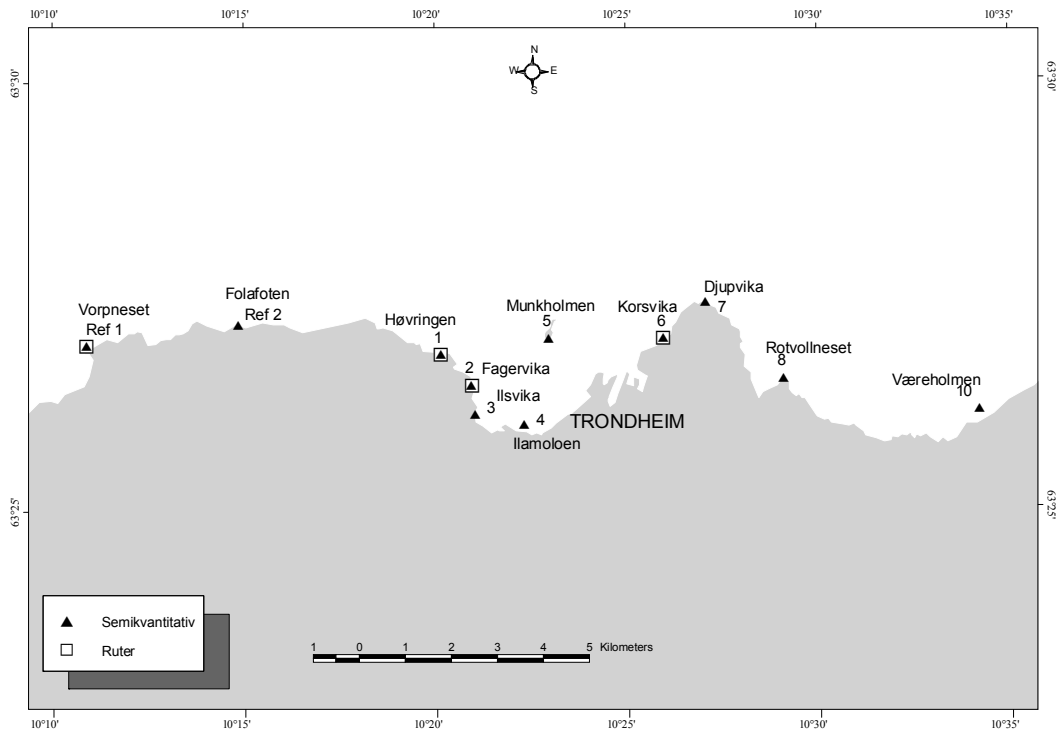 10°10' 10°15' 10°20' 10°25' 10°30' 10°35'
N
W E
S
63°30' 63°30'
Djupvika
7
Folafoten
Ref 2
Munkholmen
5
Korsvika
6
Vorpneset
Ref 1
Høvringen
1
Rotvollneset
8
2
Fagervika
Væreholmen
10
Ilsvika
3
4
TRONDHEIM
Ilamoloen
63°25' 63°25'
Semikvantitativ
Ruter
1 0 1 2 3 4 5 Kilometers
10°10' 10°15' 10°20' 10°25' 10°30' 10°35'